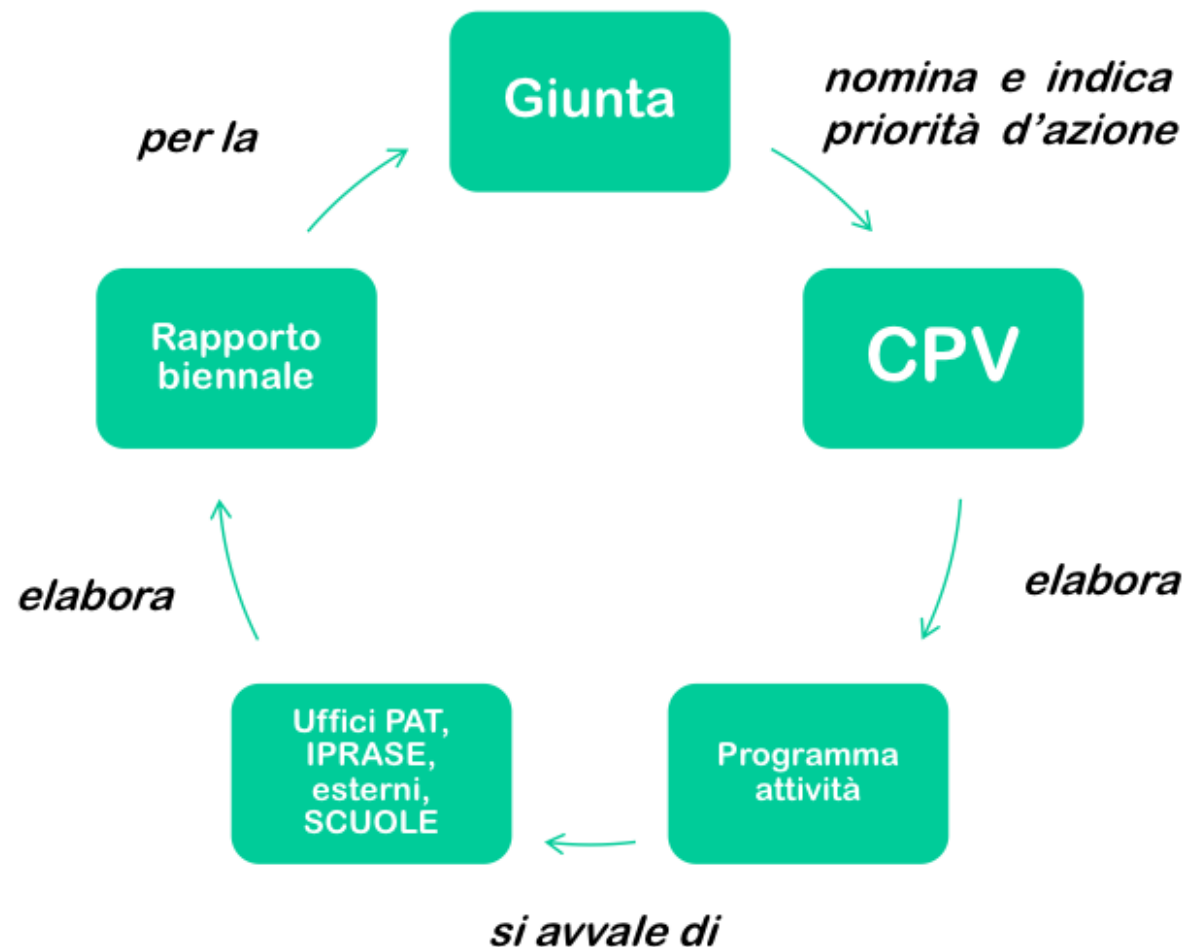 Giunta
nomina e indica
priorità d'azione
CPV
elabora
Programma
attività
si avvale di
Uffici PAT,
IPRASE,
esterni,
SCUOLE
elabora
Rapporto
biennale
per la